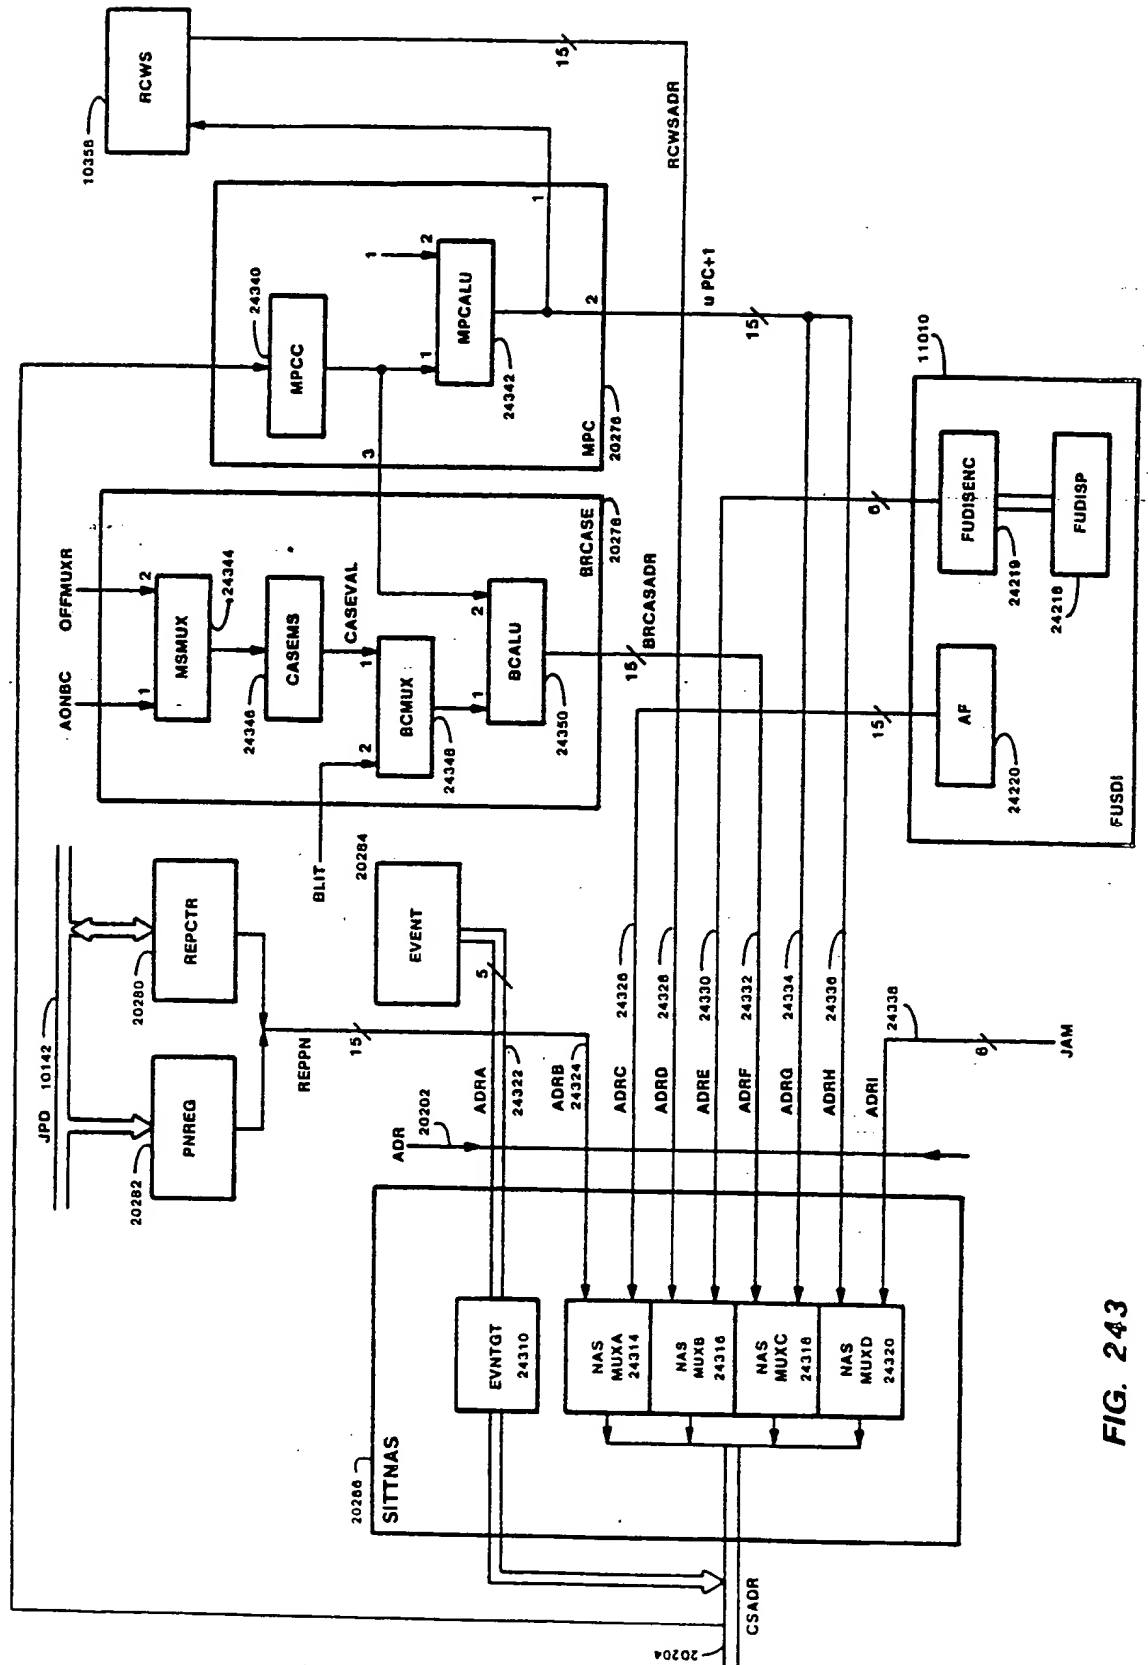 RCWS
10358
15
RCWSADR
24340
MPCC
1
2
1
MPCALU
24342
1
2
3
MPC
20276
u PC+1
15
OFFMUXR
AONBC
2
1
MSMUX
24344
CASEMS
24346
CASEVAL
1
2
BCMUX
24348
BLIT
2
1
BCALU
24350
BRCASE
20278
15
BRCASADR
11010
6
FUDISENC
24219
FUDISP
24218
15
AF
24220
FUSDI
JPD
10142
REPCTR
20280
PNREG
20282
REPPN
15
EVENT
20284
5
ADRA
24322
ADRB
24324
ADRC
24326
ADRD
24328
ADRE
24330
ADRF
24332
ADRG
24334
ADRH
24336
ADRI
24338
6
JAM
ADR
20202
20286
SITTNAS
EVNTGT
24310
NAS
MUXA
24314
NAS
MUXB
24316
NAS
MUXC
24318
NAS
MUXD
24320
CSADR
20204
FIG. 243